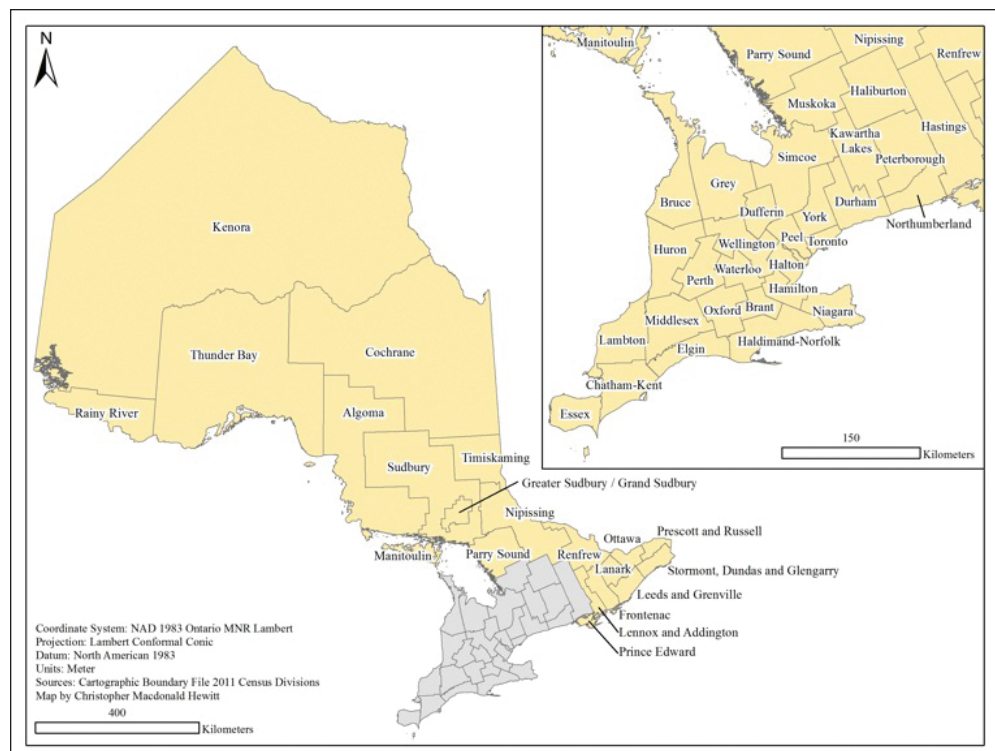 N
Kenora
Thunder Bay
Cochrane
Rainy River
Algoma
Sudbury
Timiskaming
Greater Sudbury / Grand Sudbury
Nipissing
Manitoulin
Parry Sound
Renfrew
Ottawa
Prescott and Russell
Lanark
Stormont, Dundas and Glengarry
Leeds and Grenville
Frontenac
Lennox and Addington
Prince Edward
Coordinate System: NAD 1983 Ontario MNR Lambert
Projection: Lambert Conformal Conic
Datum: North American 1983
Units: Meter
Sources: Cartographic Boundary File 2011 Census Divisions
Map by Christopher Macdonald Hewitt
400
Kilometers
Manitoulin
Parry Sound
Nipissing
Renfrew
Muskoka
Haliburton
Hastings
Kawartha
Lakes
Simcoe
Peterborough
Grey
Bruce
Dufferin
York
Durham
Northumberland
Huron
Wellington
Peel
Toronto
Waterloo
Halton
Perth
Hamilton
Middlesex
Oxford
Brant
Niagara
Lambton
Elgin
Haldimand-Norfolk
Chatham-Kent
Essex
150
Kilometers